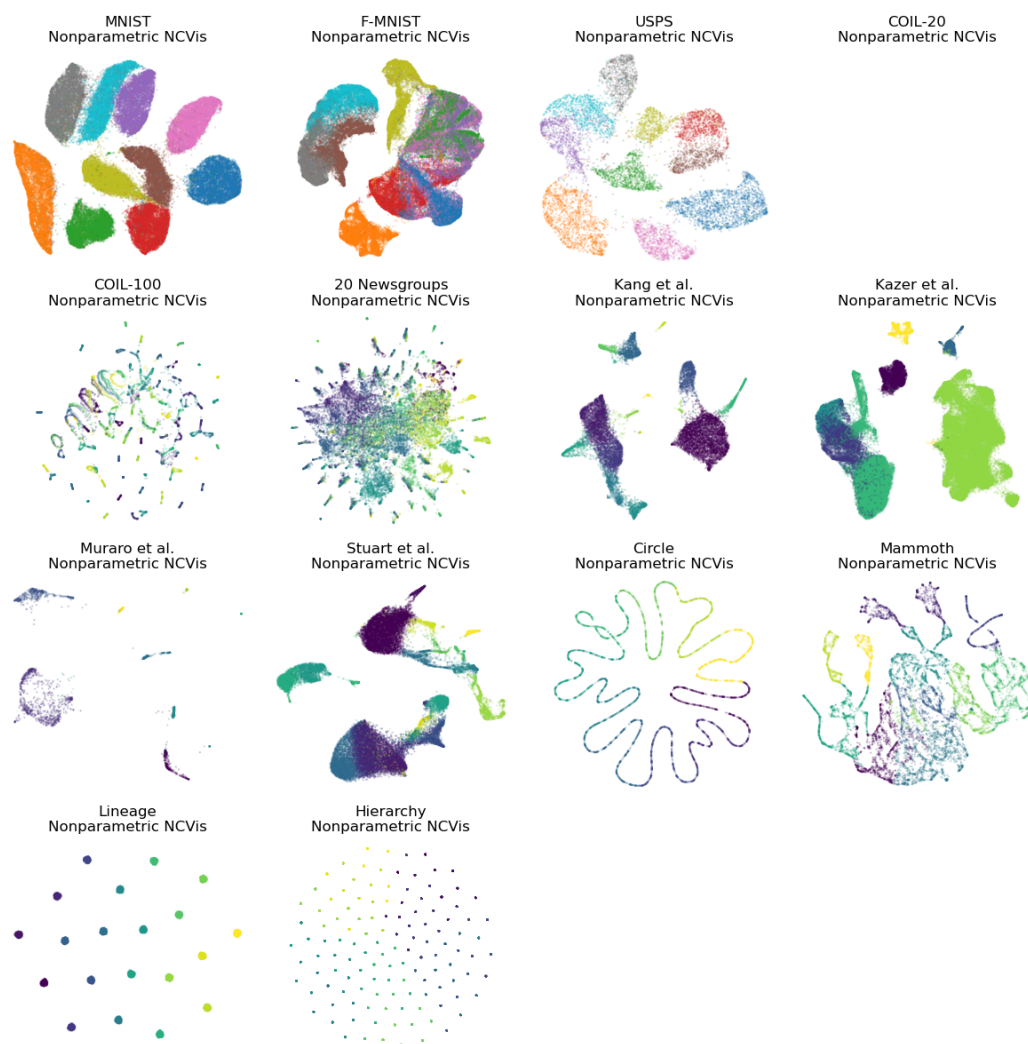 MNIST
Nonparametric NCVis
F-MNIST
Nonparametric NCVis
USPS
Nonparametric NCVis
COIL-20
Nonparametric NCVis
COIL-100
Nonparametric NCVis
20 Newsgroups
Nonparametric NCVis
Kang et al.
Nonparametric NCVis
Kazer et al.
Nonparametric NCVis
Muraro et al.
Nonparametric NCVis
Stuart et al.
Nonparametric NCVis
Circle
Nonparametric NCVis
Mammoth
Nonparametric NCVis
Lineage
Nonparametric NCVis
Hierarchy
Nonparametric NCVis